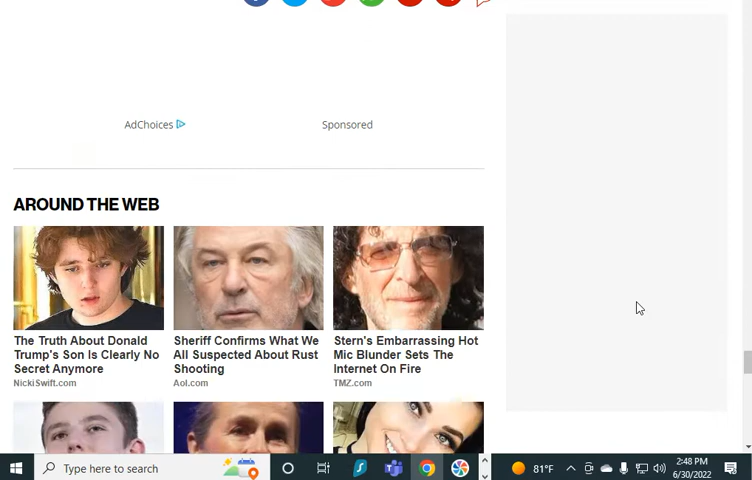 AdChoices
Sponsored
AROUND THE WEB
The Truth About Donald
Trump's Son Is Clearly No
Secret Anymore
NickiSwift.com
Sheriff Confirms What We
All Suspected About Rust
Shooting
Aol.com
Stern's Embarrassing Hot
Mic Blunder Sets The
Internet On Fire
TMZ.com
Type here to search
81°F
2:48 PM
6/30/2022